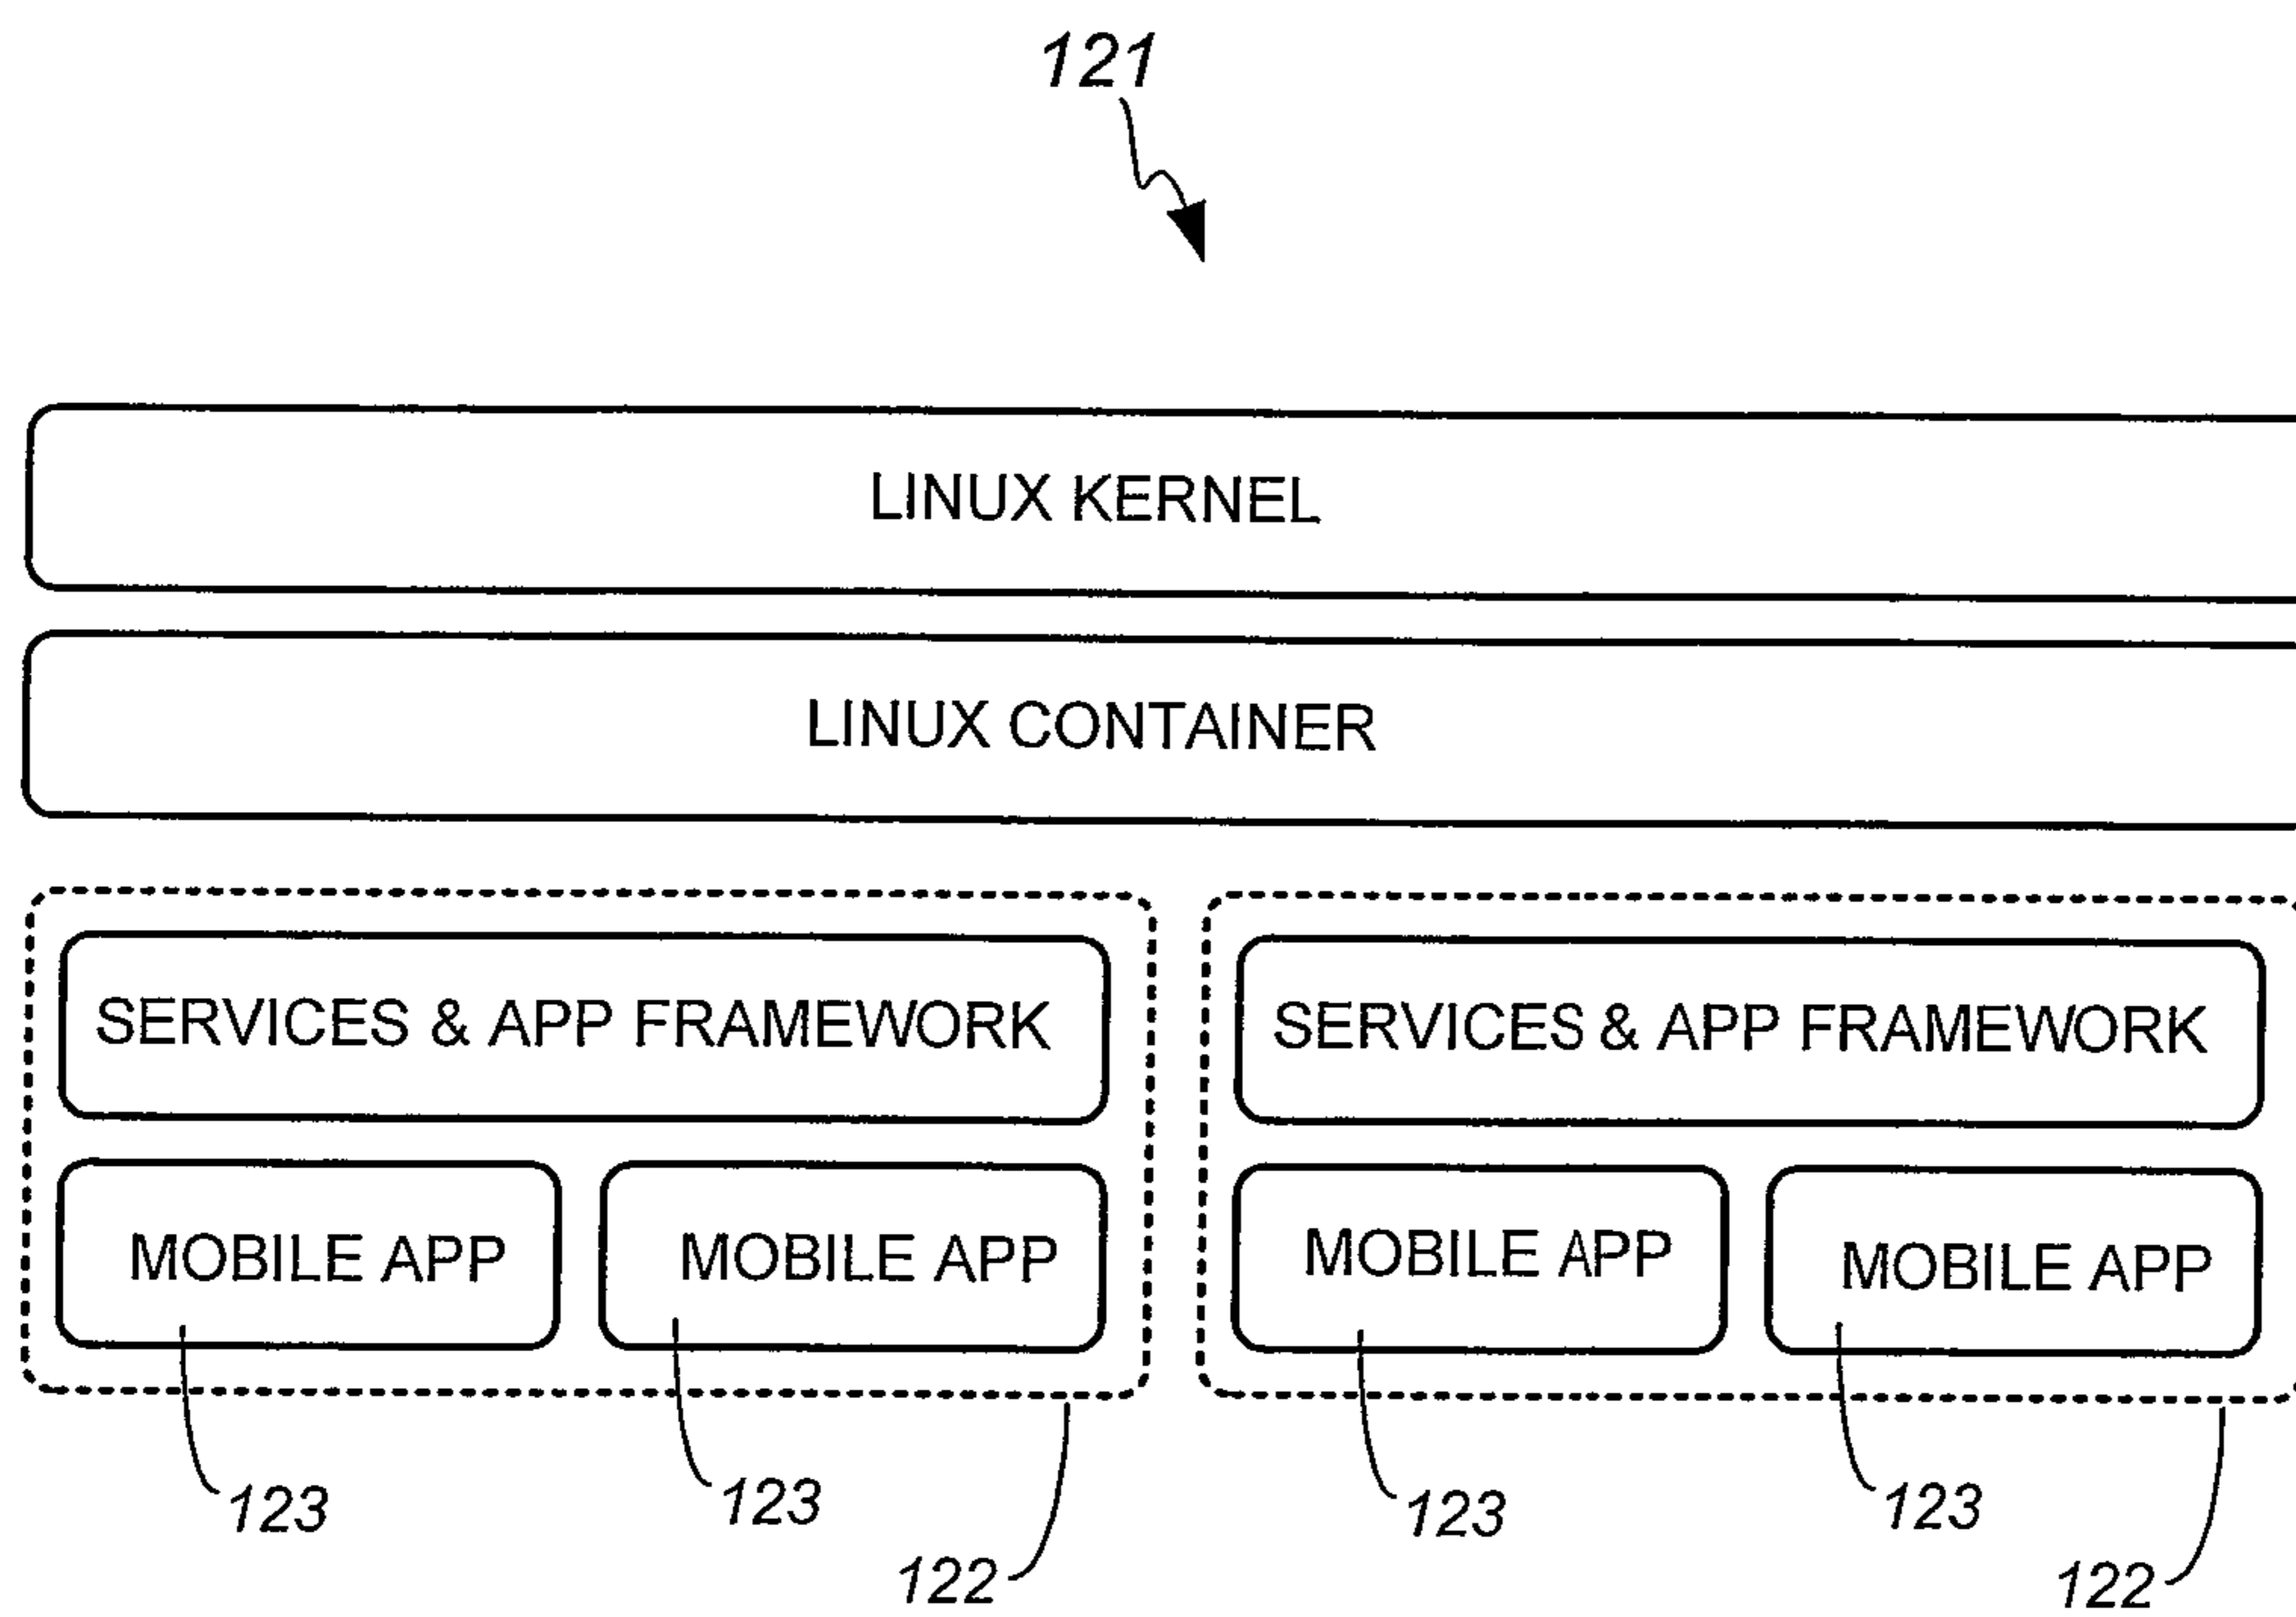 121
LINUX KERNEL
LINUX CONTAINER
SERVICES & APP FRAMEWORK
SERVICES & APP FRAMEWORK
MOBILE APP
MOBILE APP
MOBILE APP
MOBILE APP
123
123
123
123
122
122